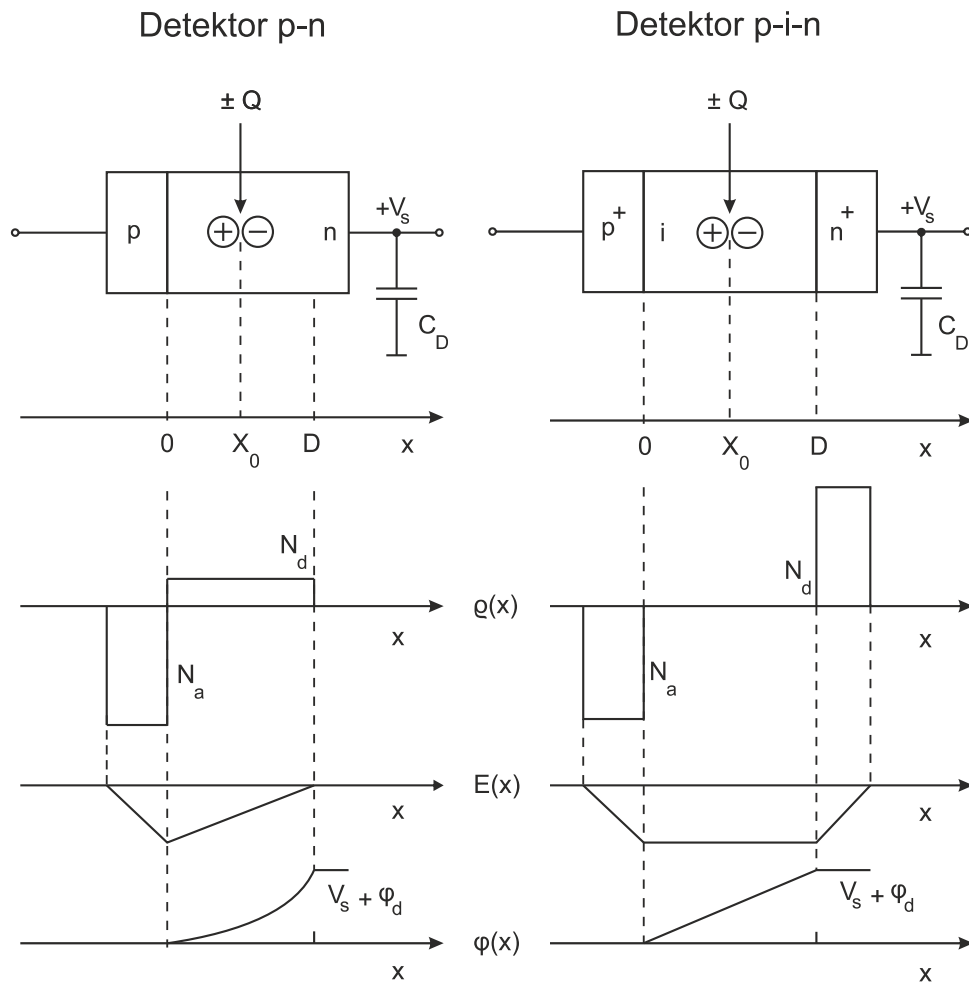 Detektor p-n
Detektor p-i-n
± Q
± Q
p
+ −
n
+V_s
C_D
p^+
i
+ −
n^+
+V_s
C_D
0 X_0 D x
0 X_0 D x
N_d
N_d
ϱ(x)
x
x
N_a
N_a
E(x)
x
x
V_s + φ_d
V_s + φ_d
φ(x)
x
x